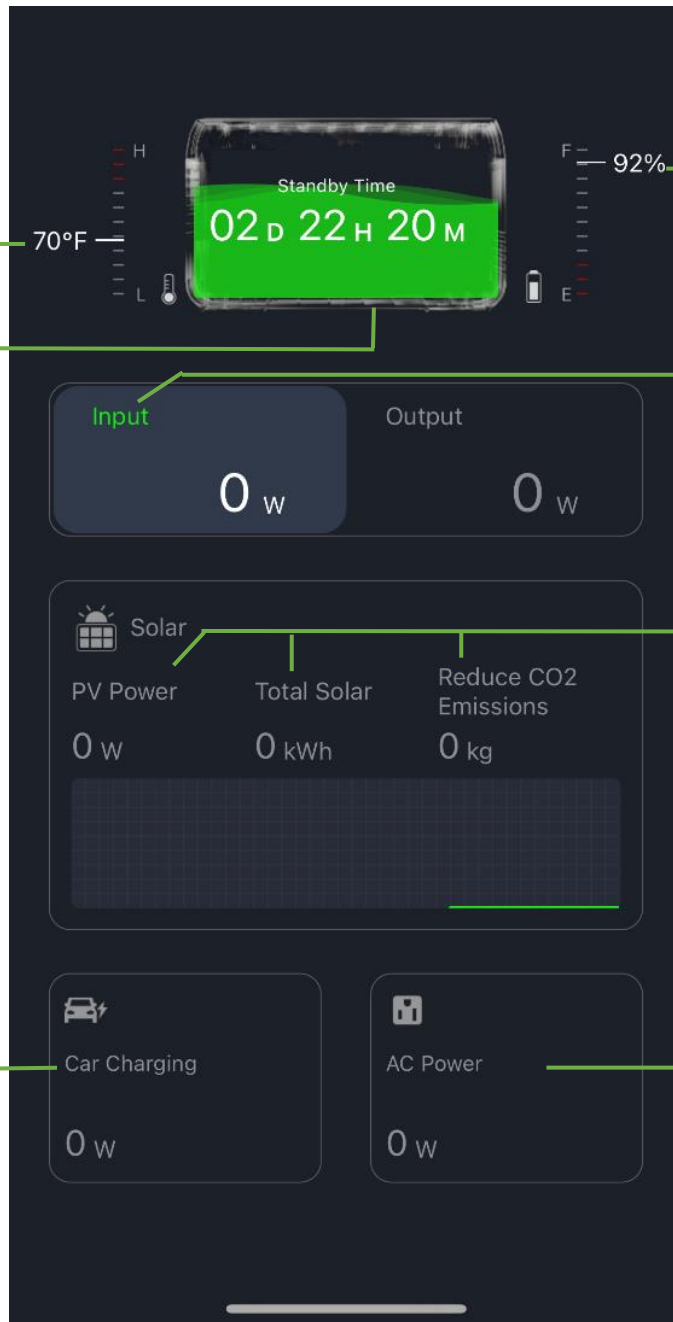 H
F
92%
Standby Time
02 D 22 H 20 M
70°F
L
E
Input
Output
0 W
0 W
Solar
PV Power
Total Solar
Reduce CO2
Emissions
0 W
0 kWh
0 kg
Car Charging
AC Power
0 W
0 W